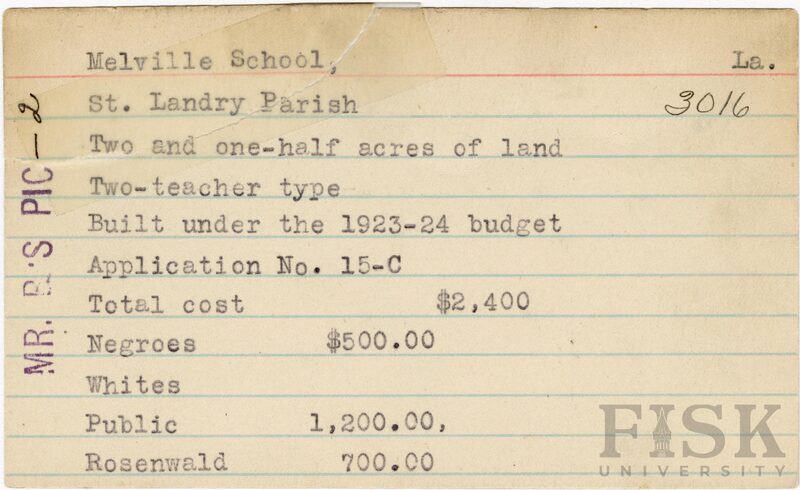 Melville School, La.
St. Landry Parish 3016
Two and one-half acres of land
Two-teacher type
Built under the 1923-24 budget
Application No. 15-C
Total cost $2,400
Negroes $500.00
Whites
Public 1,200.00,
Rosenwald 700.00
MR. B'S PIC - 2
FISK
UNIVERSITY